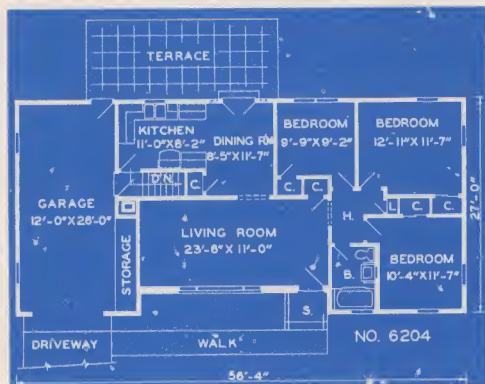 TERRACE
KITCHEN
11'-0"X8'-2"
DINING RM
8'-5"X11'-7"
BEDROOM
9'-9"X9'-2"
BEDROOM
12'-11"X11'-7"
D'N.
C.
C.
C.
L.
C.
C.
GARAGE
12'-0"X26'-0"
STORAGE
LIVING ROOM
23'-6"X11'-0"
H.
B.
BEDROOM
10'-4"X11'-7"
27'-0"
S.
DRIVEWAY
WALK
NO. 6204
56'-4"